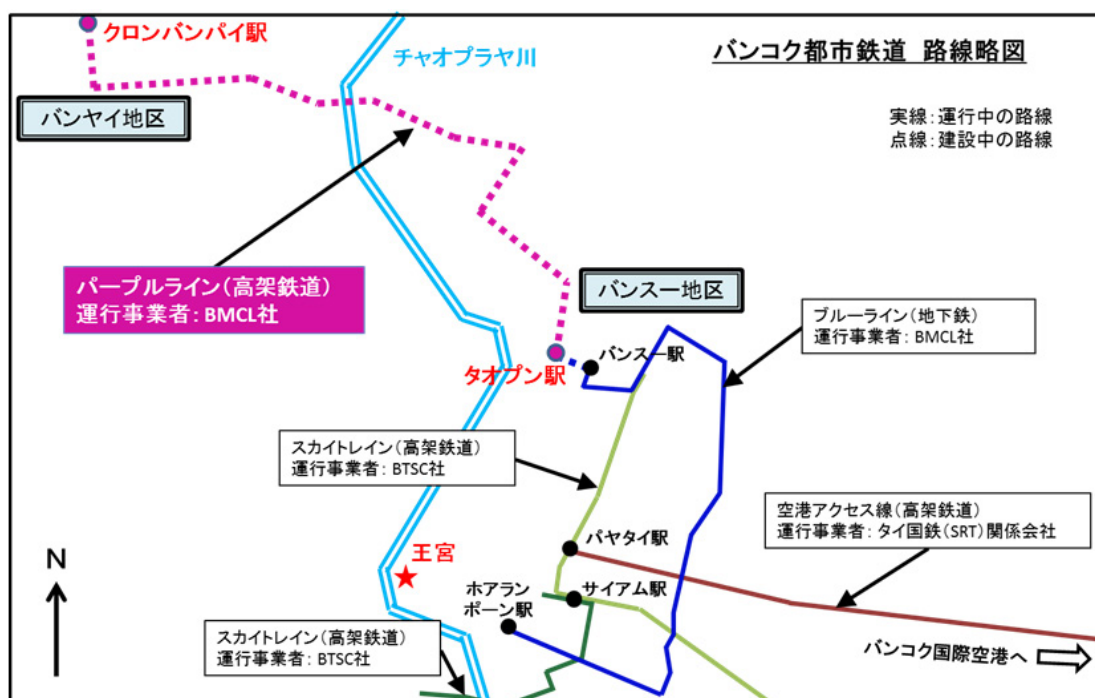 クロンバンパイ駅
チャオプラヤ川
バンコク都市鉄道 路線略図
バンヤイ地区
実線：運行中の路線
点線：建設中の路線
パープルライン（高架鉄道）
運行事業者：BMCL社
バンスー地区
ブルーライン（地下鉄）
運行事業者：BMCL社
バンスー駅
タオプン駅
スカイトレイン（高架鉄道）
運行事業者：BTSC社
空港アクセス線（高架鉄道）
運行事業者：タイ国鉄（SRT）関係会社
パヤタイ駅
N
王宮
ホアラン
ポーン駅
サイアム駅
スカイトレイン（高架鉄道）
運行事業者：BTSC社
バンコク国際空港へ